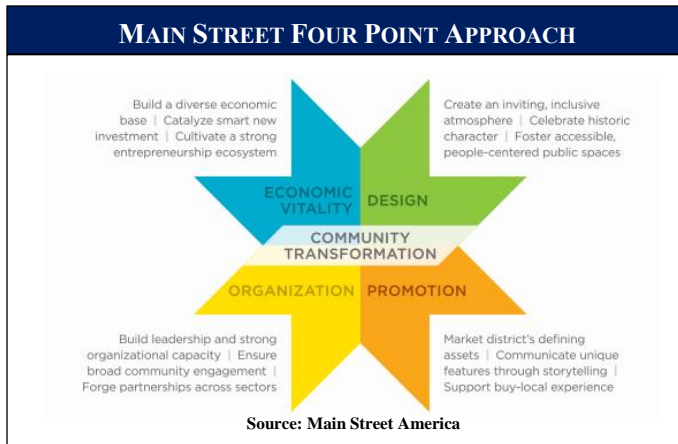 MAIN STREET FOUR POINT APPROACH
Build a diverse economic
base | Catalyze smart new
investment | Cultivate a strong
entrepreneurship ecosystem
Create an inviting, inclusive
atmosphere | Celebrate historic
character | Foster accessible,
people-centered public spaces
ECONOMIC
VITALITY
DESIGN
COMMUNITY
TRANSFORMATION
ORGANIZATION
PROMOTION
Build leadership and strong
organizational capacity | Ensure
broad community engagement |
Forge partnerships across sectors
Market district's defining
assets | Communicate unique
features through storytelling |
Support buy-local experience
Source: Main Street America